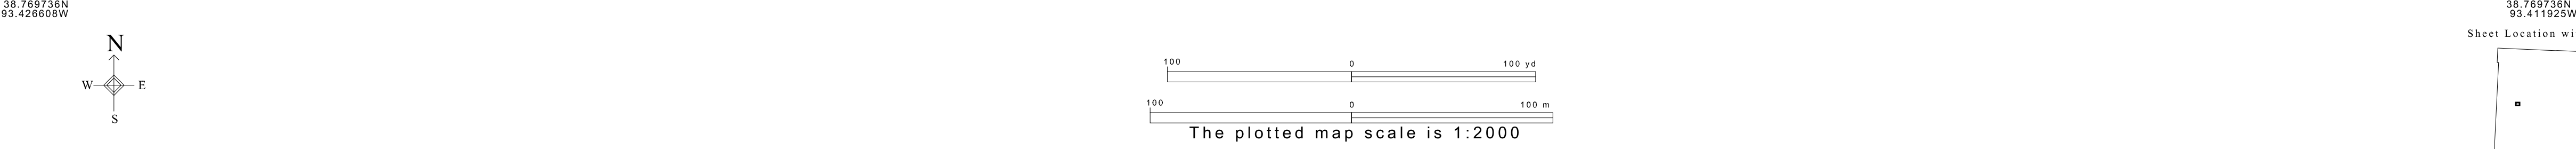 38.769736N
93.426608W
38.769736N
93.411925W
Sheet Location wi
N
W E
S
100 0 100 yd
100 0 100 m
The plotted map scale is 1:2000